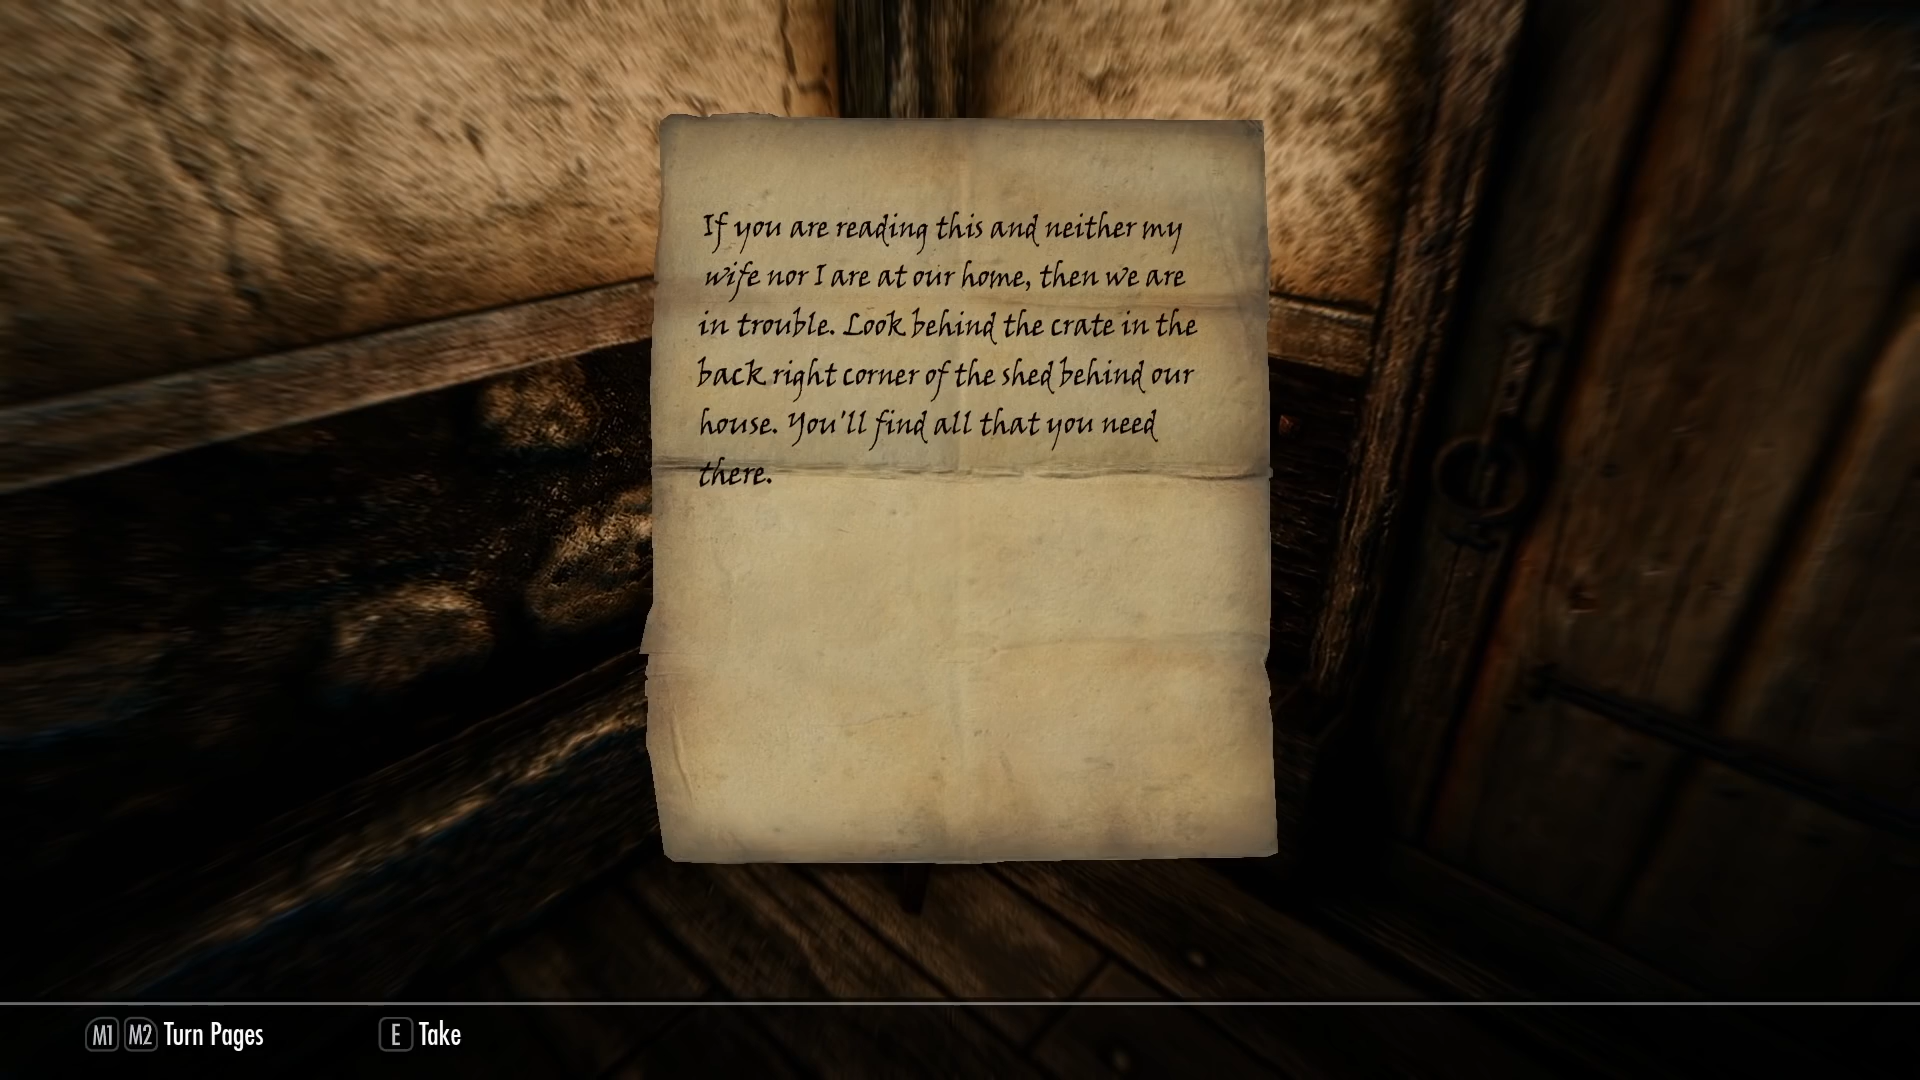 If you are reading this and neither my
wife nor I are at our home, then we are
in trouble. Look behind the crate in the
back right corner of the shed behind our
house. You'll find all that you need
there.
M1 M2 Turn Pages
E Take